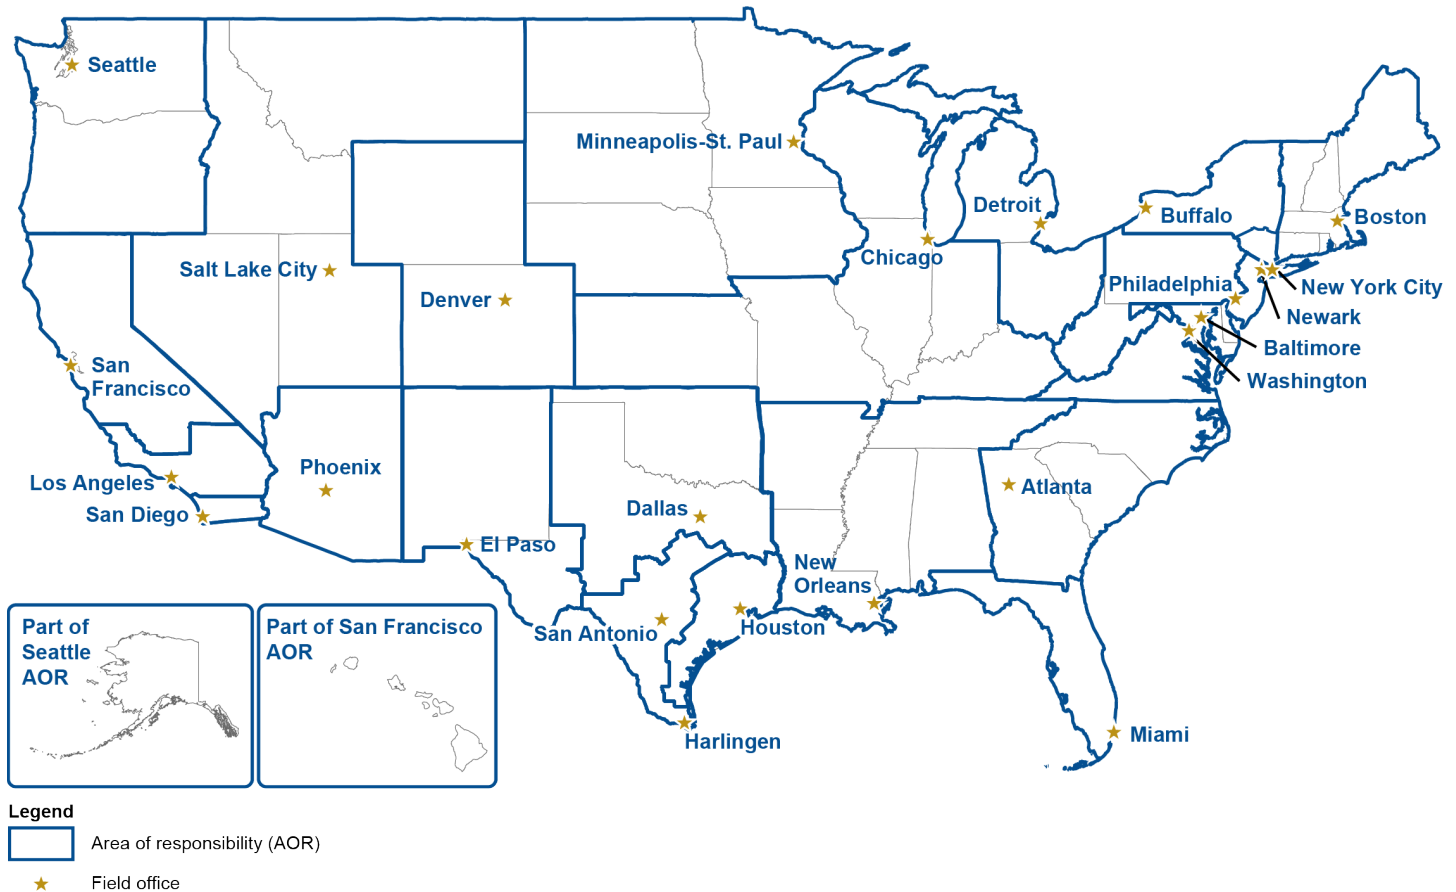 Seattle
Minneapolis-St. Paul
Detroit
Buffalo
Boston
Chicago
Salt Lake City
Denver
Philadelphia
New York City
Newark
Baltimore
Washington
San
Francisco
Los Angeles
San Diego
Phoenix
Dallas
Atlanta
El Paso
New
Orleans
San Antonio
Houston
Harlingen
Miami
Part of
Seattle
AOR
Part of San Francisco
AOR
Legend
Area of responsibility (AOR)
Field office